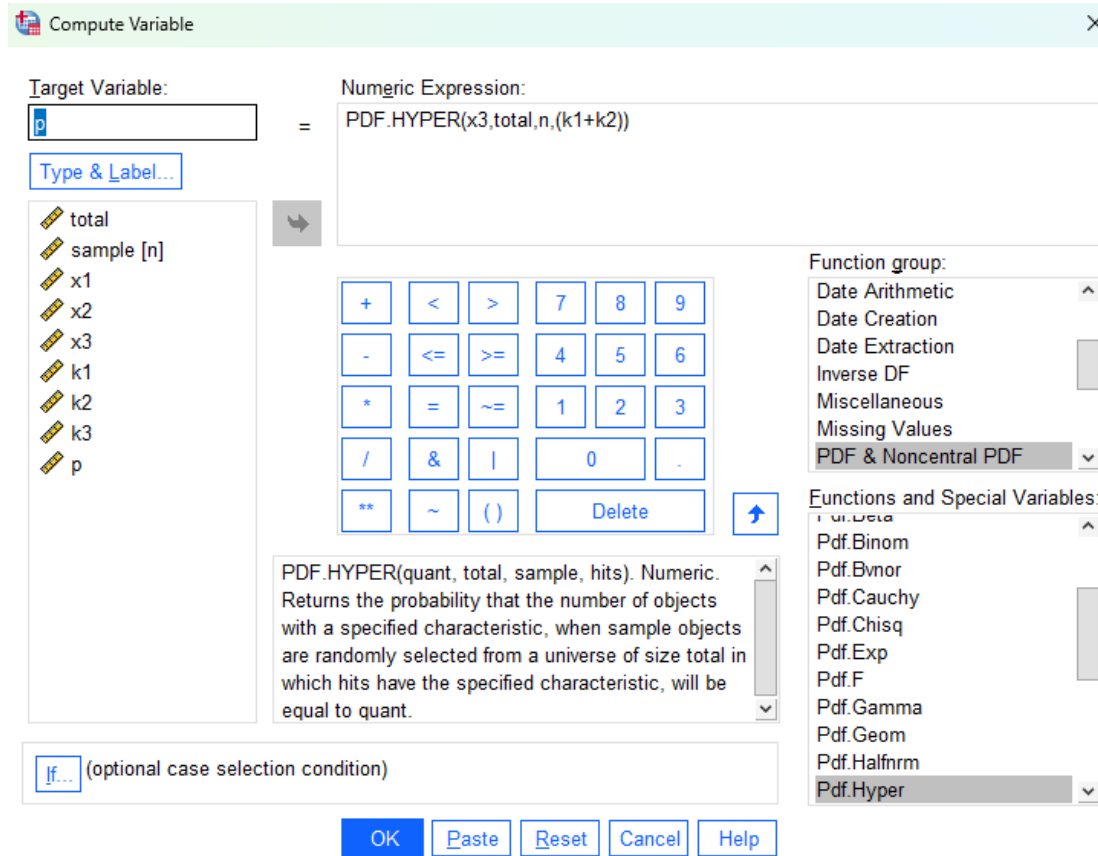 Compute Variable
Target Variable:
p
Type & Label...
total
sample [n]
x1
x2
x3
k1
k2
k3
p
=
Numeric Expression:
PDF.HYPER(x3,total,n,(k1+k2))
+ < > 7 8 9
- <= >= 4 5 6
* = ~= 1 2 3
/ & | 0 .
** ~ ( ) Delete
PDF.HYPER(quant, total, sample, hits). Numeric.
Returns the probability that the number of objects
with a specified characteristic, when sample objects
are randomly selected from a universe of size total in
which hits have the specified characteristic, will be
equal to quant.
Function group:
Date Arithmetic
Date Creation
Date Extraction
Inverse DF
Miscellaneous
Missing Values
PDF & Noncentral PDF
Functions and Special Variables:
Pdf.Beta
Pdf.Binom
Pdf.Bvnor
Pdf.Cauchy
Pdf.Chisq
Pdf.Exp
Pdf.F
Pdf.Gamma
Pdf.Geom
Pdf.Halfnrm
Pdf.Hyper
If... (optional case selection condition)
OK Paste Reset Cancel Help